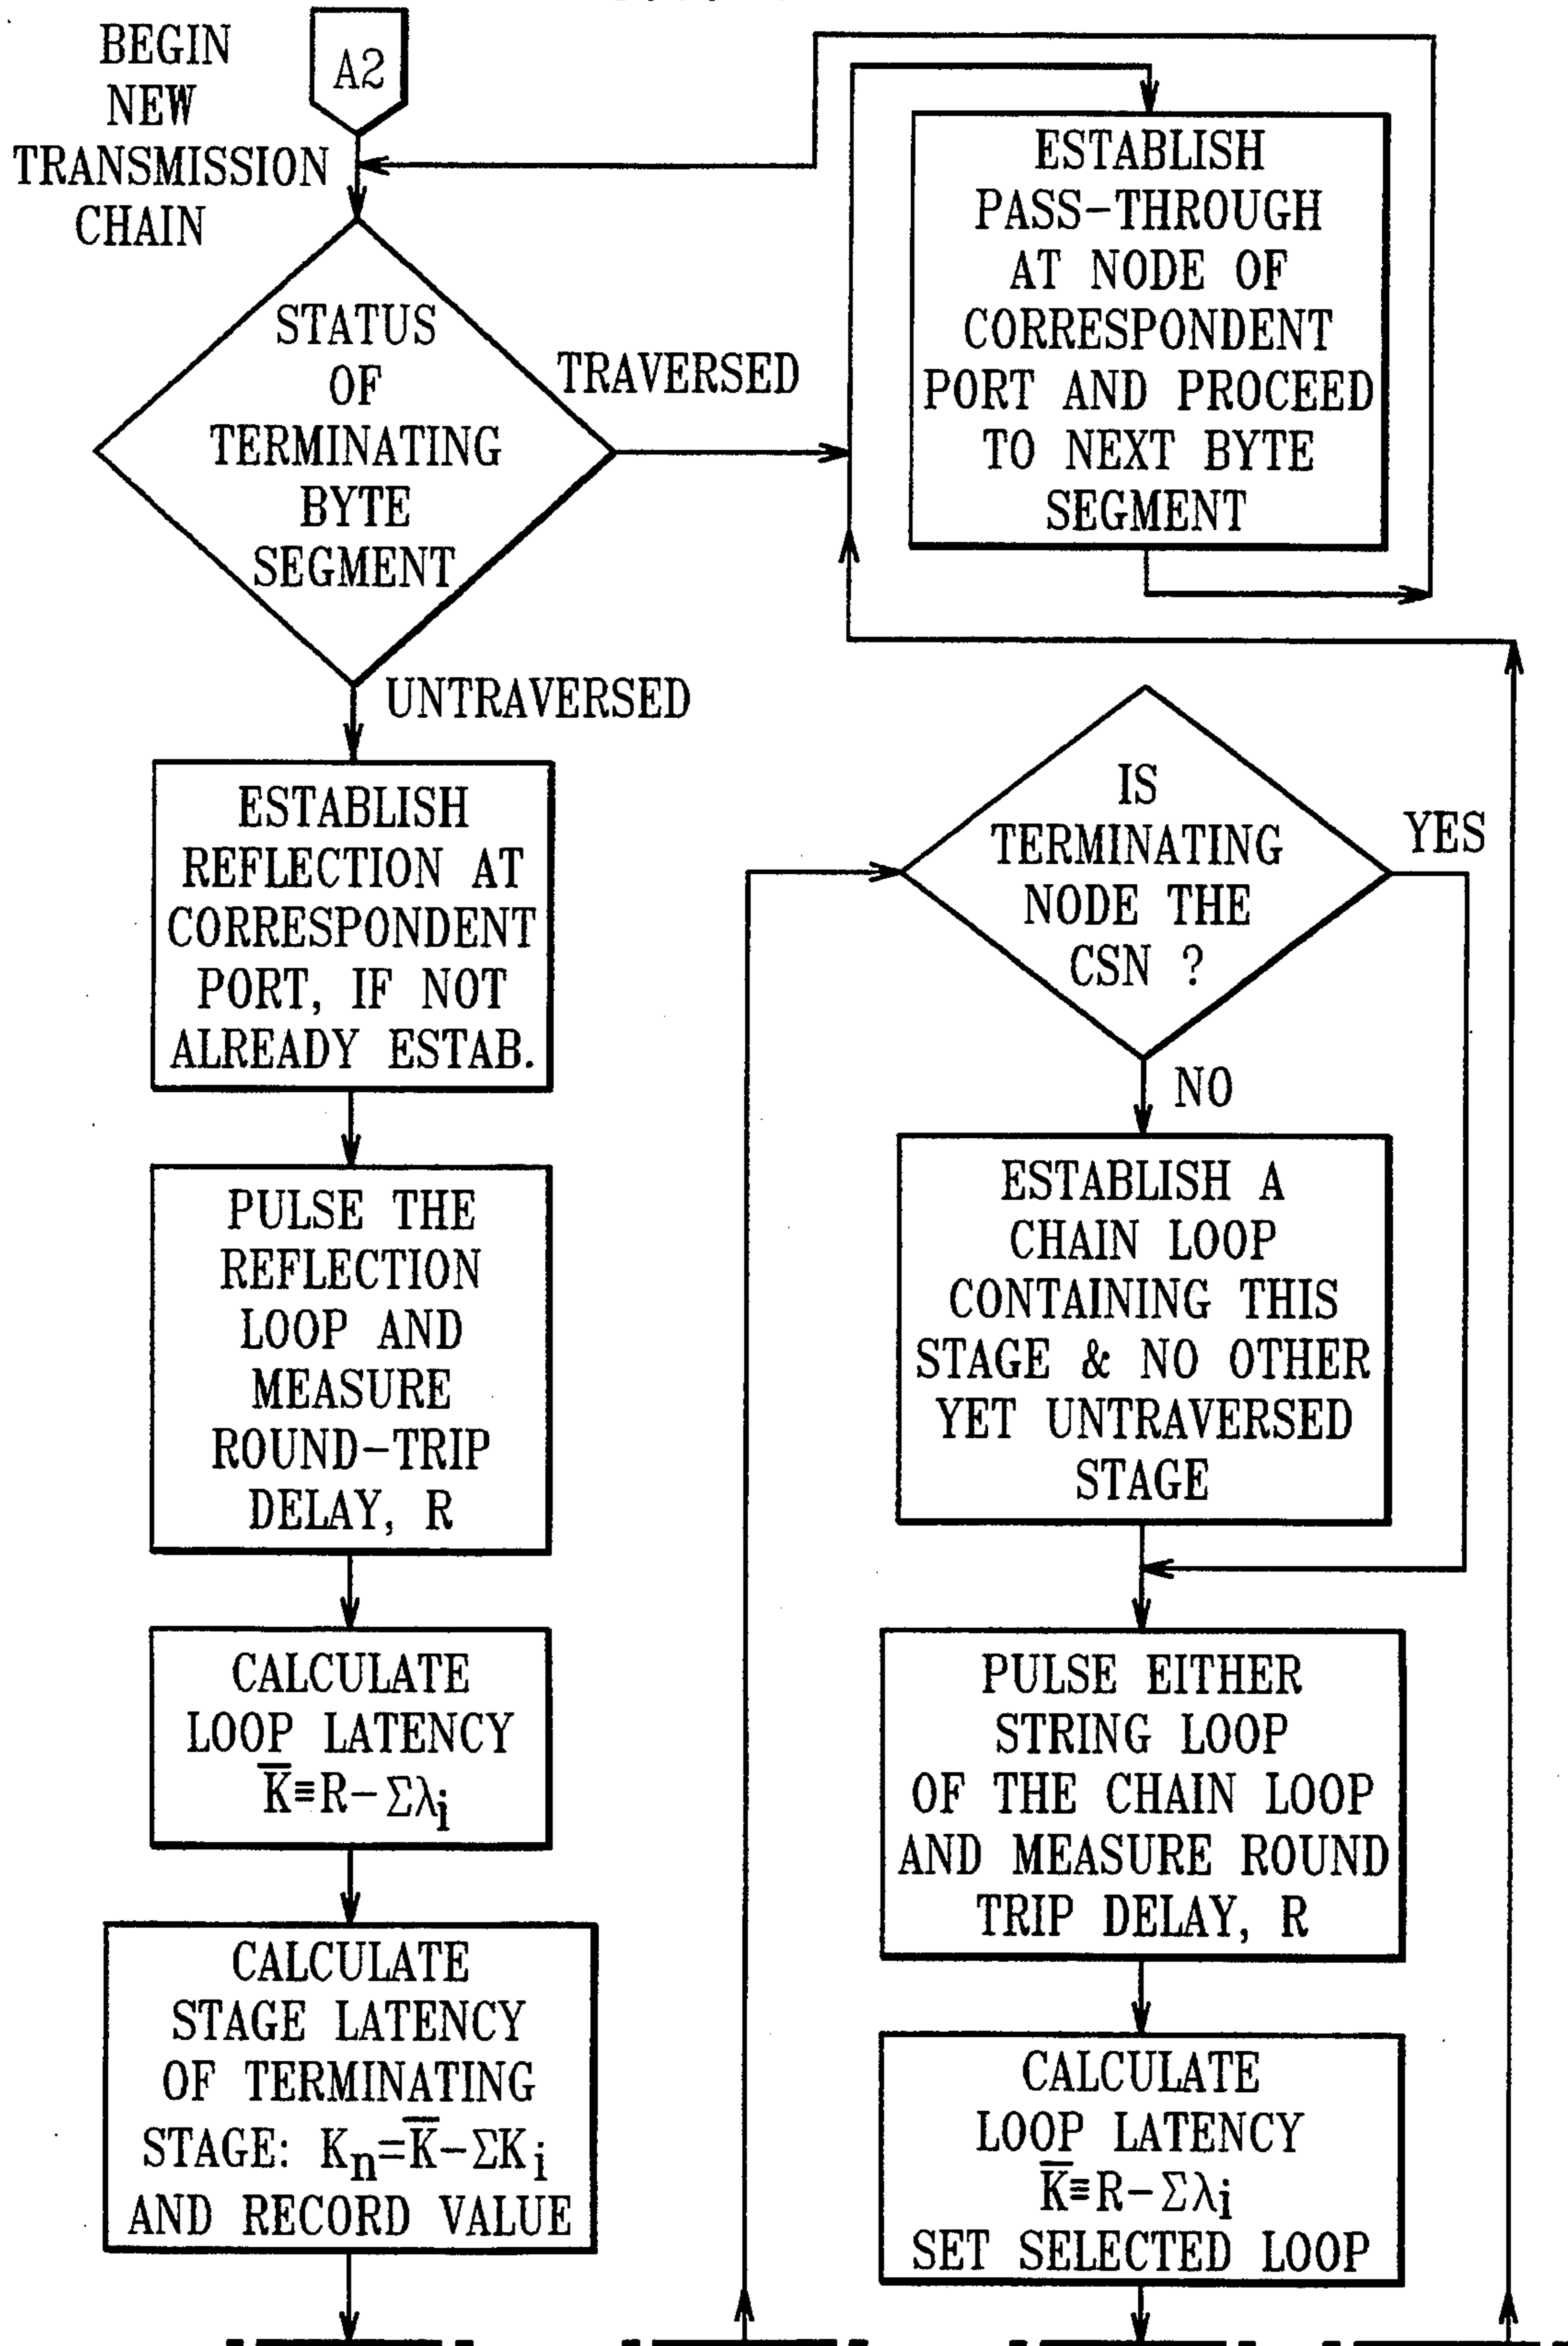 BEGIN
NEW
TRANSMISSION
CHAIN
A2
STATUS
OF
TERMINATING
BYTE
SEGMENT
TRAVERSED
UNTRAVERSED
ESTABLISH
PASS-THROUGH
AT NODE OF
CORRESPONDENT
PORT AND PROCEED
TO NEXT BYTE
SEGMENT
ESTABLISH
REFLECTION AT
CORRESPONDENT
PORT, IF NOT
ALREADY ESTAB.
PULSE THE
REFLECTION
LOOP AND
MEASURE
ROUND-TRIP
DELAY, R
CALCULATE
LOOP LATENCY
K̅≡R-Σλi
CALCULATE
STAGE LATENCY
OF TERMINATING
STAGE: Kn=K̅-ΣKi
AND RECORD VALUE
IS
TERMINATING
NODE THE
CSN ?
YES
NO
ESTABLISH A
CHAIN LOOP
CONTAINING THIS
STAGE & NO OTHER
YET UNTRAVERSED
STAGE
PULSE EITHER
STRING LOOP
OF THE CHAIN LOOP
AND MEASURE ROUND
TRIP DELAY, R
CALCULATE
LOOP LATENCY
K̅≡R-Σλi
SET SELECTED LOOP